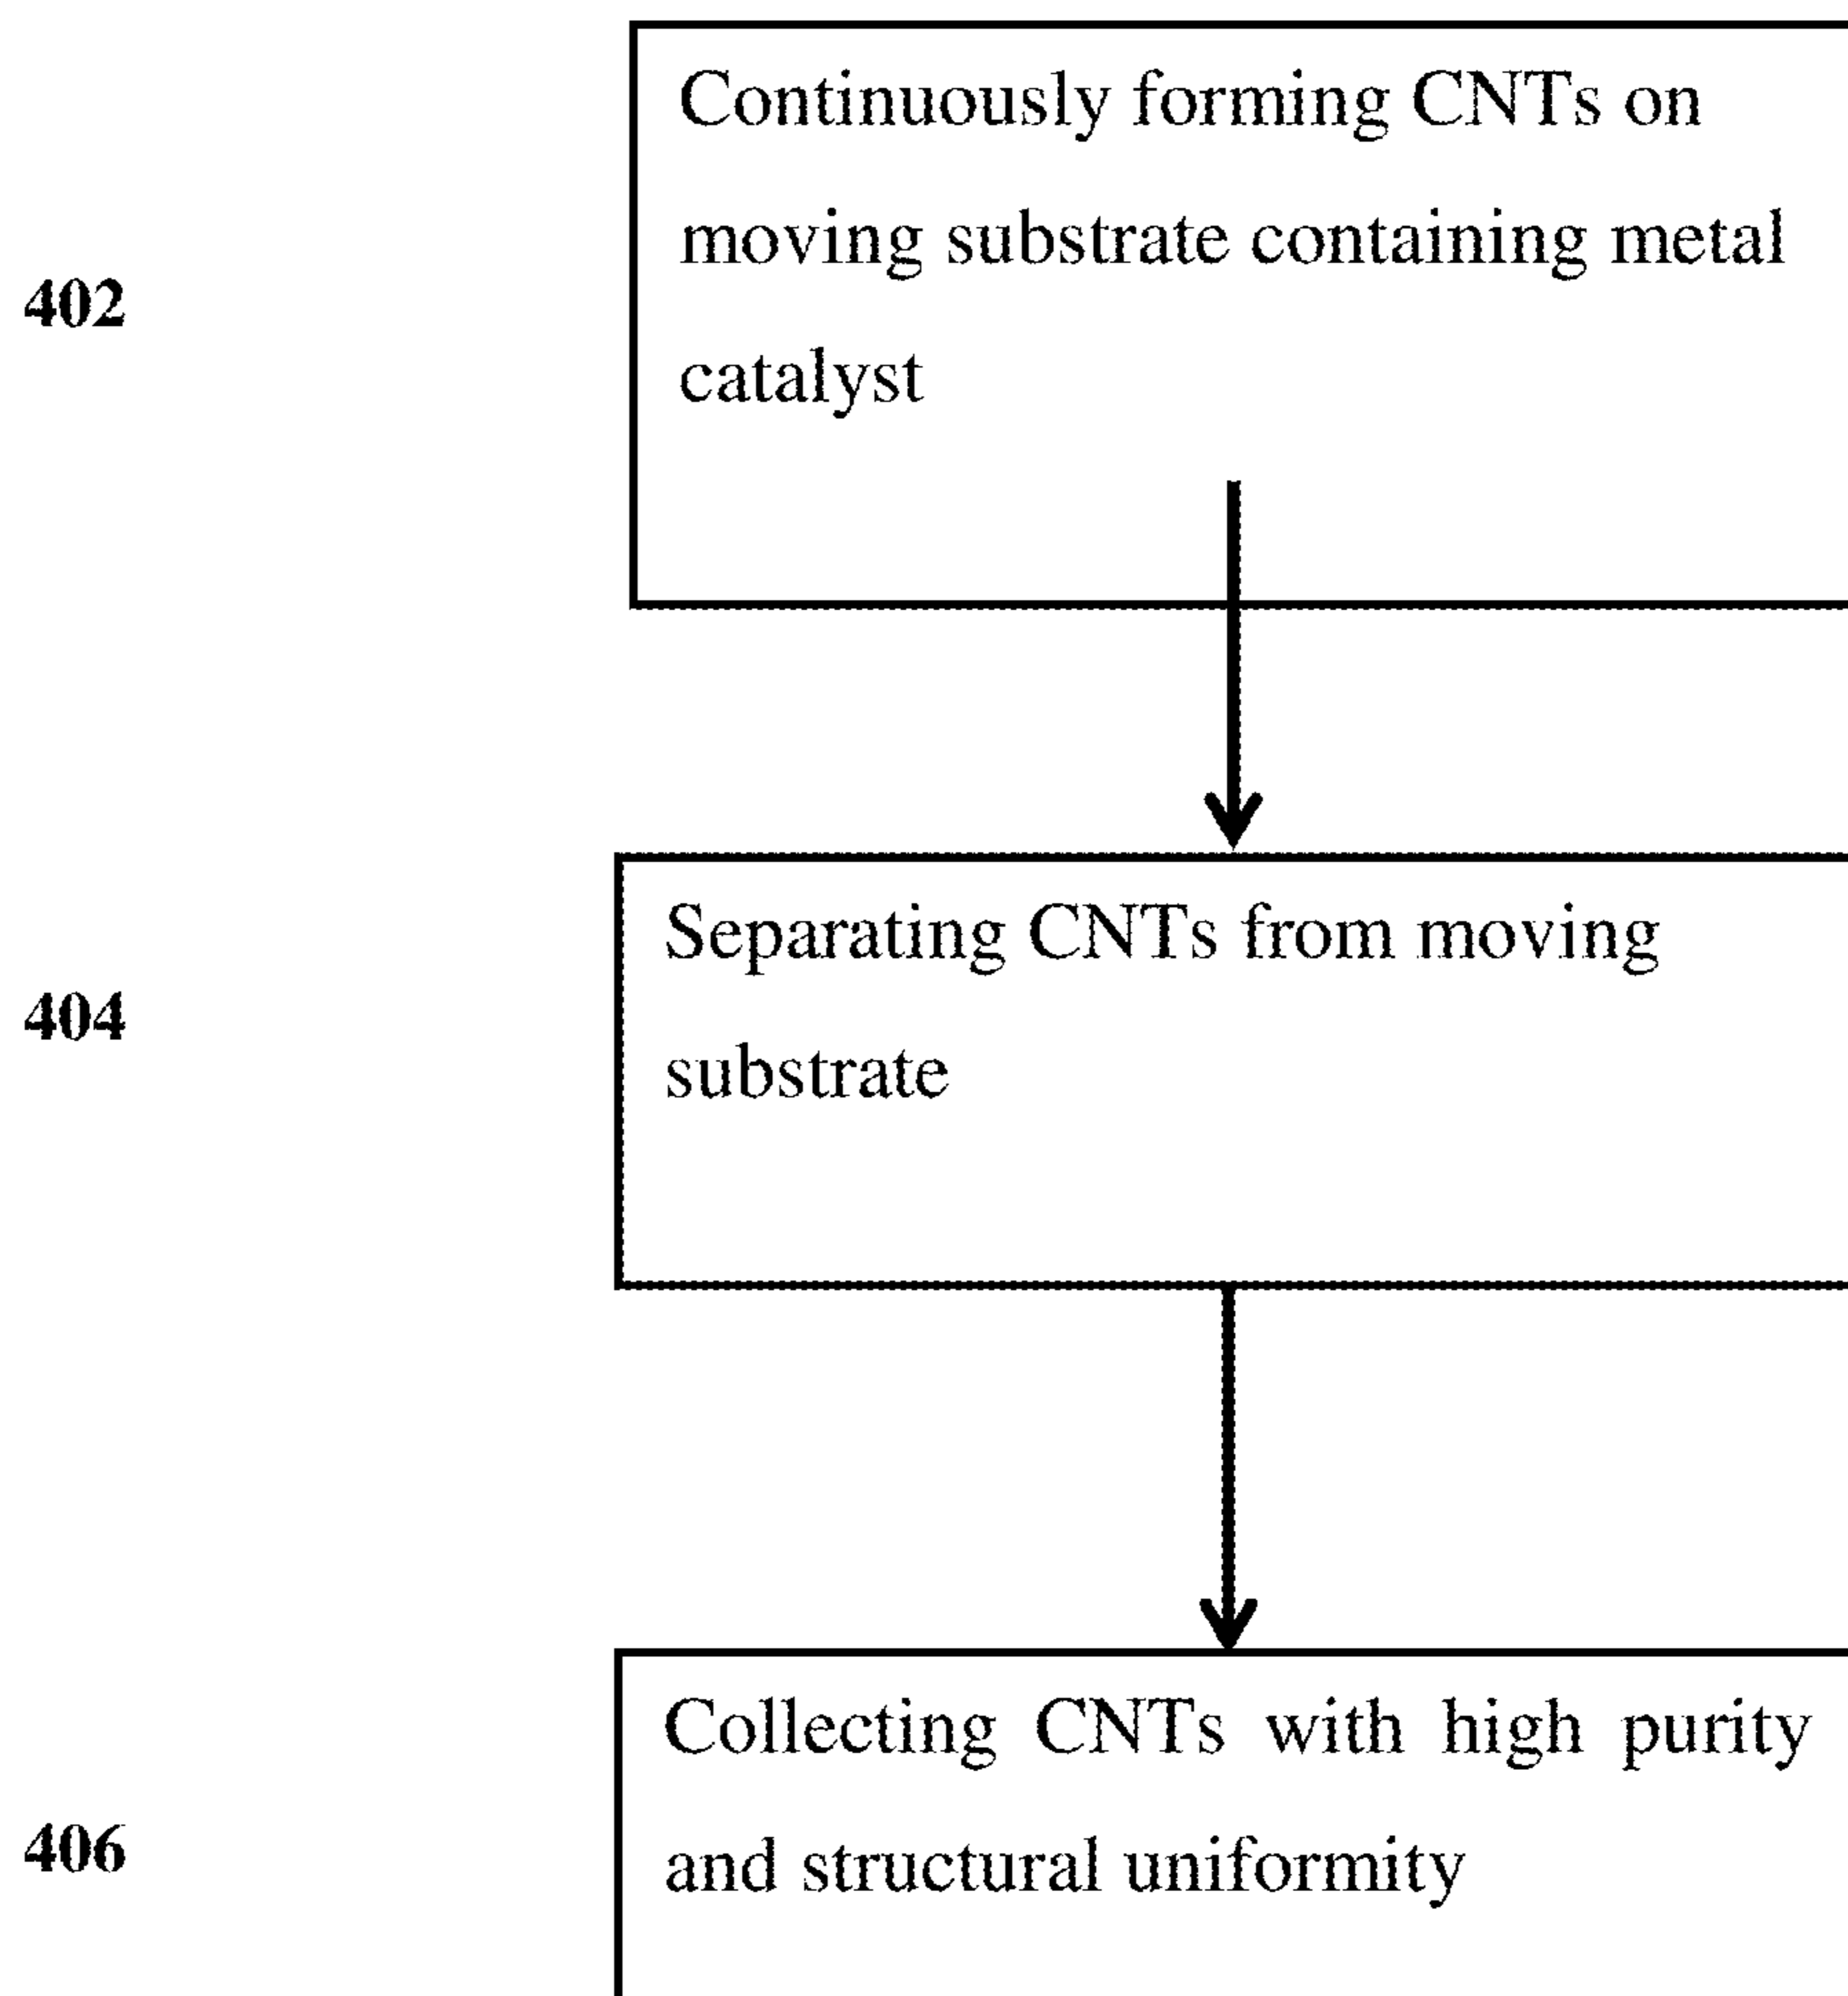 402
Continuously forming CNTs on
moving substrate containing metal
catalyst
404
Separating CNTs from moving
substrate
406
Collecting CNTs with high purity
and structural uniformity